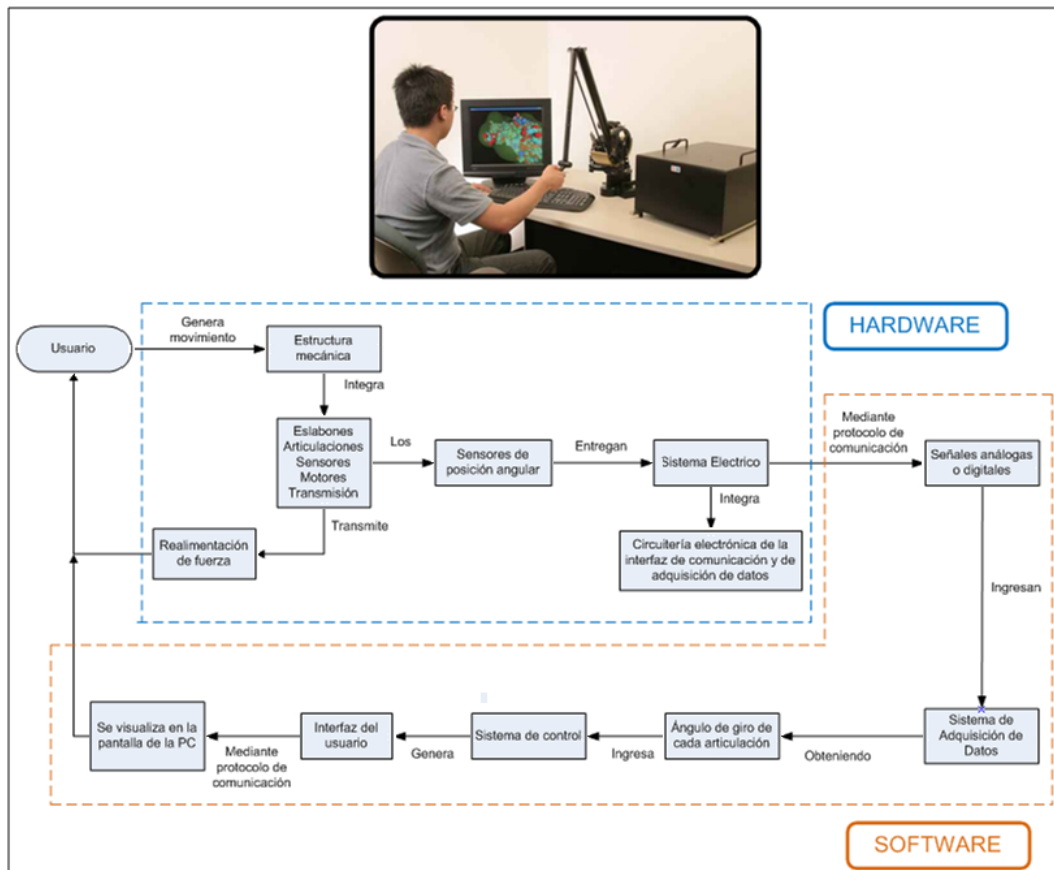 HARDWARE
Genera
movimiento
Usuario
Estructura
mecánica
Integra
Eslabones
Articulaciones
Sensores
Motores
Transmisión
Los
Sensores de
posición angular
Entregan
Sistema Electrico
Mediante
protocolo de
comunicación
Señales análogas
o digitales
Integra
Transmite
Realimentación
de fuerza
Circuitería electrónica de la
interfaz de comunicación y de
adquisición de datos
Ingresan
Sistema de
Adquisición de
Datos
Obteniendo
Ángulo de giro de
cada articulación
Ingresa
Sistema de control
Genera
Interfaz del
usuario
Mediante
protocolo de
comunicación
Se visualiza en la
pantalla de la PC
SOFTWARE